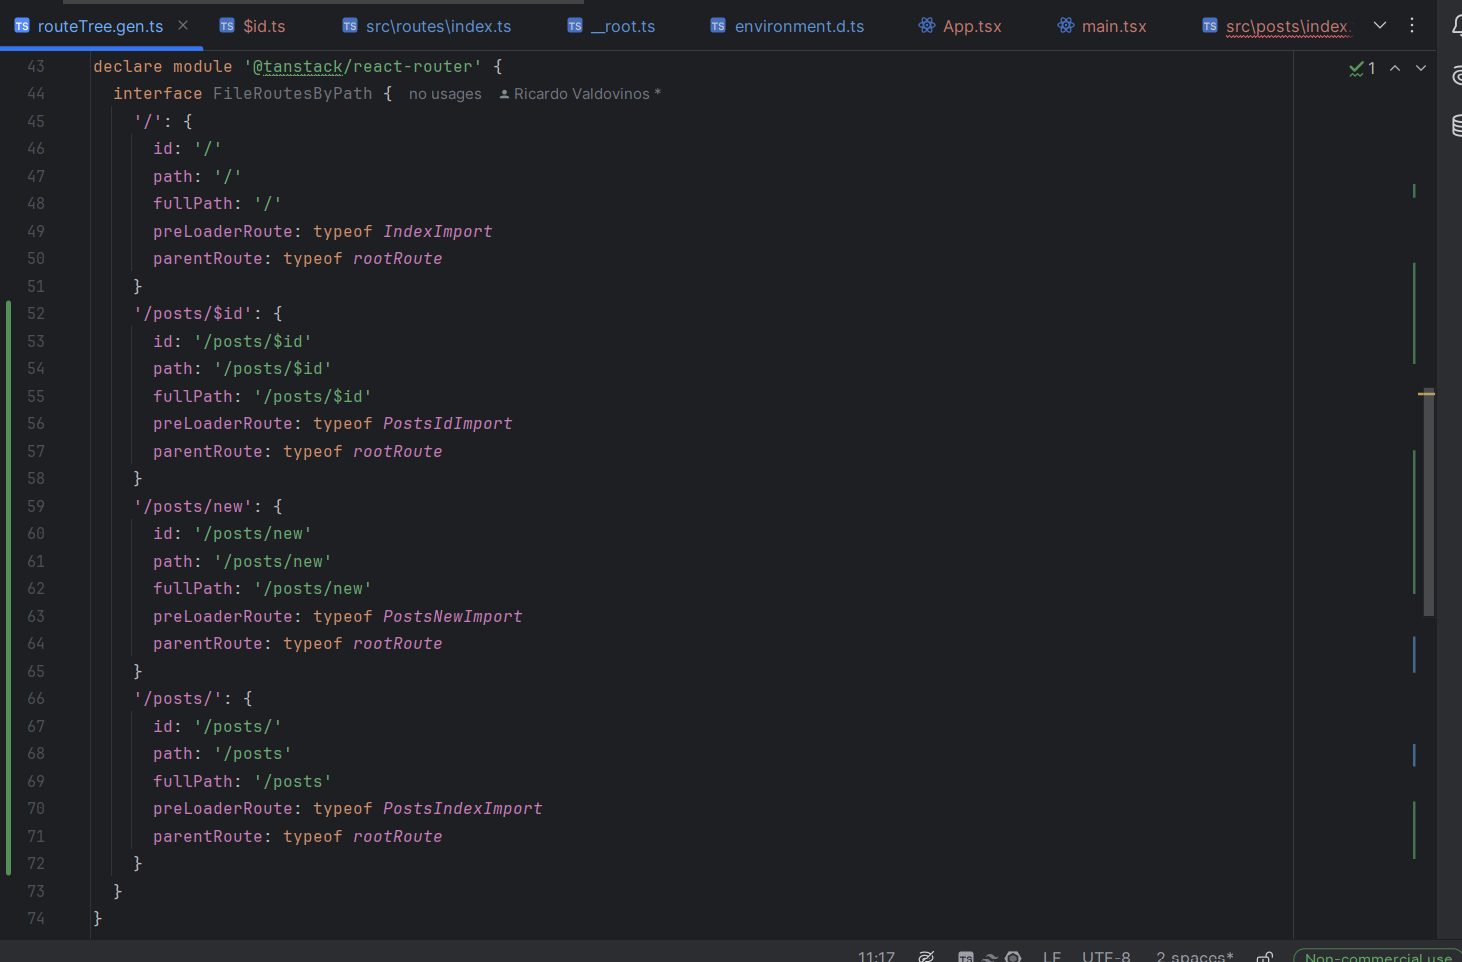 TS routeTree.gen.ts × TS $id.ts TS src\routes\index.ts TS __root.ts TS environment.d.ts App.tsx main.tsx TS src\posts\index.
43 declare module '@tanstack/react-router' {
44 interface FileRoutesByPath { no usages Ricardo Valdovinos *
45 '/': {
46 id: '/'
47 path: '/'
48 fullPath: '/'
49 preLoaderRoute: typeof IndexImport
50 parentRoute: typeof rootRoute
51 }
52 '/posts/$id': {
53 id: '/posts/$id'
54 path: '/posts/$id'
55 fullPath: '/posts/$id'
56 preLoaderRoute: typeof PostsIdImport
57 parentRoute: typeof rootRoute
58 }
59 '/posts/new': {
60 id: '/posts/new'
61 path: '/posts/new'
62 fullPath: '/posts/new'
63 preLoaderRoute: typeof PostsNewImport
64 parentRoute: typeof rootRoute
65 }
66 '/posts/': {
67 id: '/posts/'
68 path: '/posts'
69 fullPath: '/posts'
70 preLoaderRoute: typeof PostsIndexImport
71 parentRoute: typeof rootRoute
72 }
73 }
74 }
1
11:17 TS LF UTF-8 2 spaces* Non-commercial use